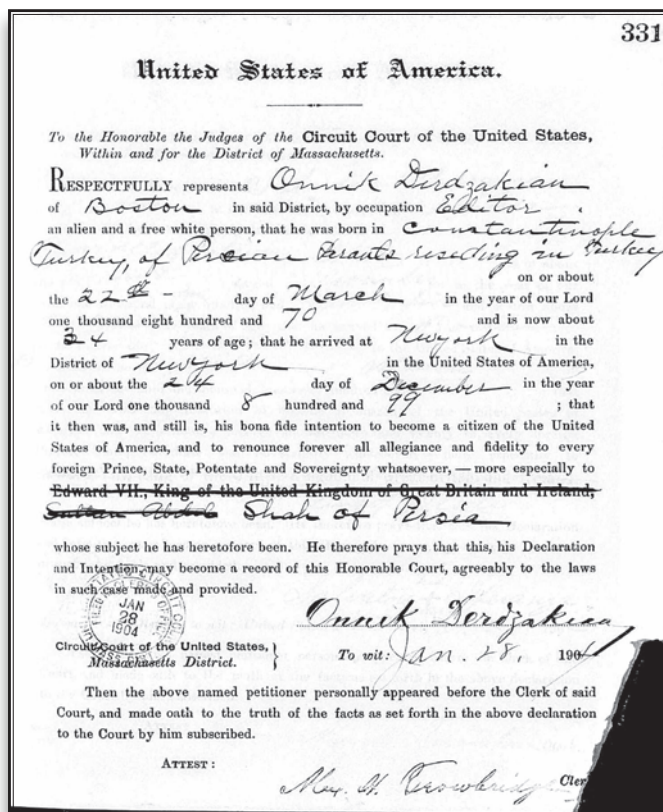 331
United States of America.
To the Honorable the Judges of the Circuit Court of the United States,
Within and for the District of Massachusetts.
RESPECTFULLY represents Onnik Derdzakian
of Boston in said District, by occupation Editor.
an alien and a free white person, that he was born in Constantinople
Turkey, of Persian Parants reseding in Turkey
on or about
the 22nd day of March in the year of our Lord
one thousand eight hundred and 70 and is now about
34 years of age; that he arrived at New york in the
District of New york in the United States of America,
on or about the 24 day of December in the year
of our Lord one thousand 8 hundred and 99; that
it then was, and still is, his bona fide intention to become a citizen of the United
States of America, and to renounce forever all allegiance and fidelity to every
foreign Prince, State, Potentate and Sovereignty whatsoever, — more especially to
Edward VII., King of the United Kingdom of Great Britain and Ireland,
Sultan Abdul Shah of Persia
whose subject he has heretofore been. He therefore prays that this, his Declaration
and Intention, may become a record of this Honorable Court, agreeably to the laws
in such case made and provided.
JAN
28
1904
Onnik Derdzakian
Circuit Court of the United States,
Massachusetts District.
To wit: Jan. 28, 1904
Then the above named petitioner personally appeared before the Clerk of said
Court, and made oath to the truth of the facts as set forth in the above declaration
to the Court by him subscribed.
ATTEST:
Alex. H. Trowbridge
Cler